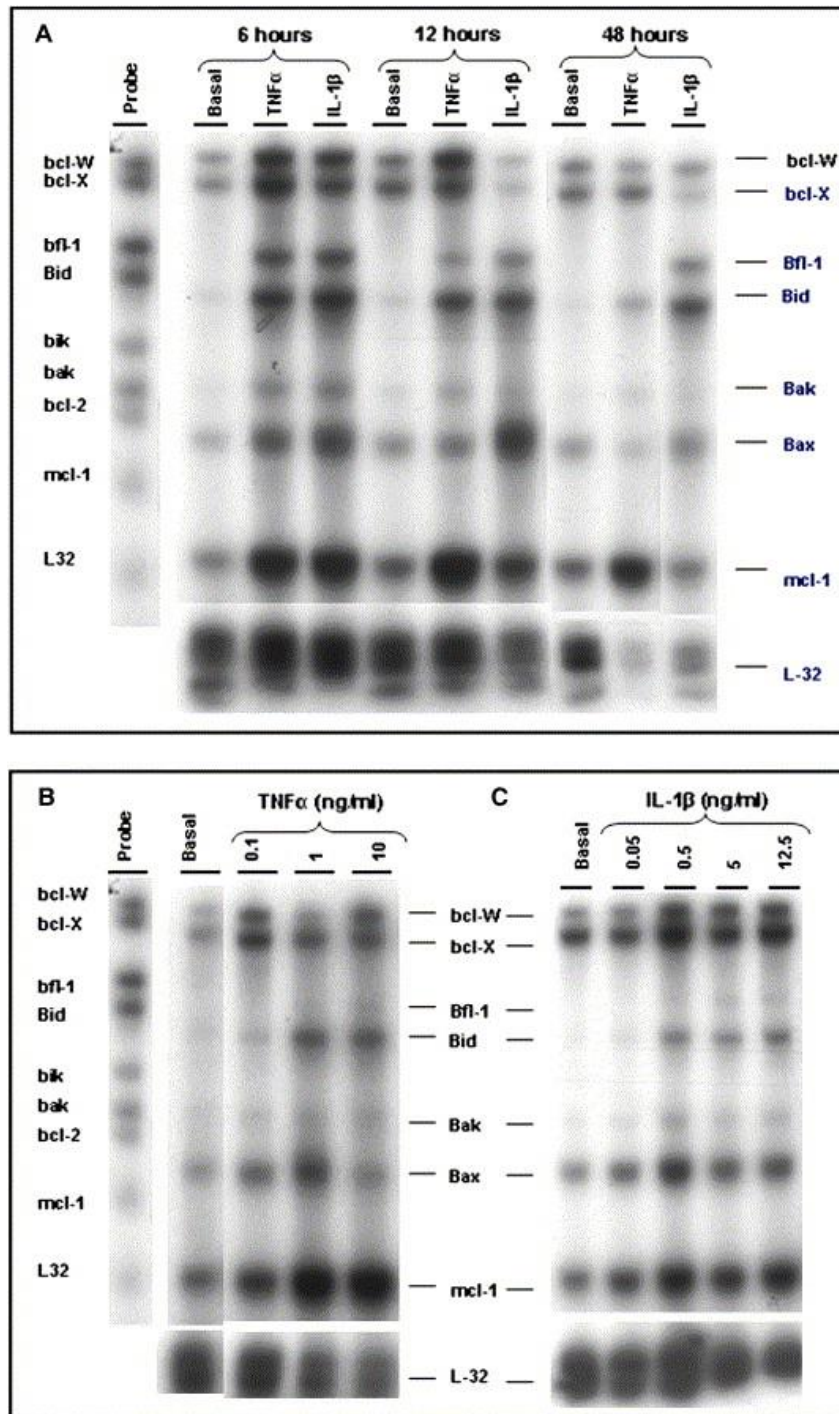 A
6 hours 12 hours 48 hours
Probe Basal TNFα IL-1β Basal TNFα IL-1β Basal TNFα IL-1β
bcl-W bcl-W
bcl-X bcl-X
bfl-1 Bfl-1
Bid Bid
bik
bak Bak
bcl-2
Bax
mcl-1
L32 mcl-1
L-32
B TNFα (ng/ml) C IL-1β (ng/ml)
Probe Basal 0.1 1 10 Basal 0.05 0.5 5 12.5
bcl-W bcl-W
bcl-X bcl-X
bfl-1 Bfl-1
Bid Bid
bik
bak Bak
bcl-2
Bax
mcl-1
L32 mcl-1
L-32